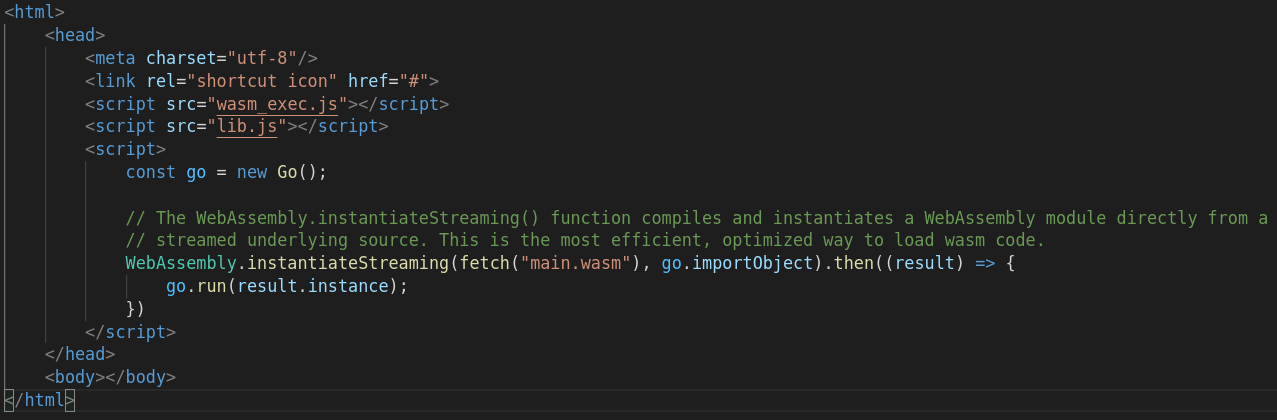 <html>
    <head>
        <meta charset="utf-8"/>
        <link rel="shortcut icon" href="#">
        <script src="wasm_exec.js"></script>
        <script src="lib.js"></script>
        <script>
            const go = new Go();

            // The WebAssembly.instantiateStreaming() function compiles and instantiates a WebAssembly module directly from a
            // streamed underlying source. This is the most efficient, optimized way to load wasm code.
            WebAssembly.instantiateStreaming(fetch("main.wasm"), go.importObject).then((result) => {
                go.run(result.instance);
            })
        </script>
    </head>
    <body></body>
</html>